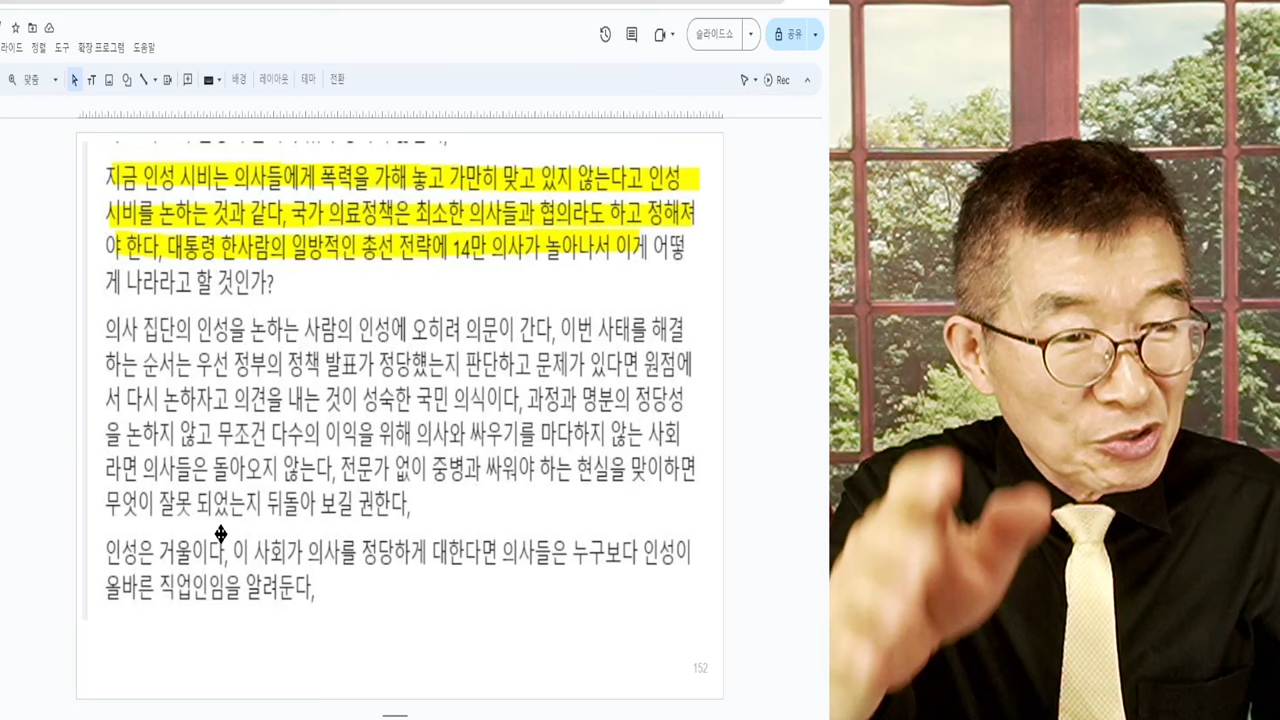 라이드 정렬 도구 확장 프로그램 도움말
슬라이드쇼
공유
맞춤
배경 레이아웃 테마 전환
Rec
지금 인성 시비는 의사들에게 폭력을 가해 놓고 가만히 맞고 있지 않는다고 인성
시비를 논하는 것과 같다, 국가 의료정책은 최소한 의사들과 협의라도 하고 정해져
야 한다, 대통령 한사람의 일방적인 총선 전략에 14만 의사가 놀아나서 이게 어떻
게 나라라고 할 것인가?
의사 집단의 인성을 논하는 사람의 인성에 오히려 의문이 간다, 이번 사태를 해결
하는 순서는 우선 정부의 정책 발표가 정당했는지 판단하고 문제가 있다면 원점에
서 다시 논하자고 의견을 내는 것이 성숙한 국민 의식이다, 과정과 명분의 정당성
을 논하지 않고 무조건 다수의 이익을 위해 의사와 싸우기를 마다하지 않는 사회
라면 의사들은 돌아오지 않는다, 전문가 없이 중병과 싸워야 하는 현실을 맞이하면
무엇이 잘못 되었는지 뒤돌아 보길 권한다,
인성은 거울이다, 이 사회가 의사를 정당하게 대한다면 의사들은 누구보다 인성이
올바른 직업인임을 알려둔다,
152